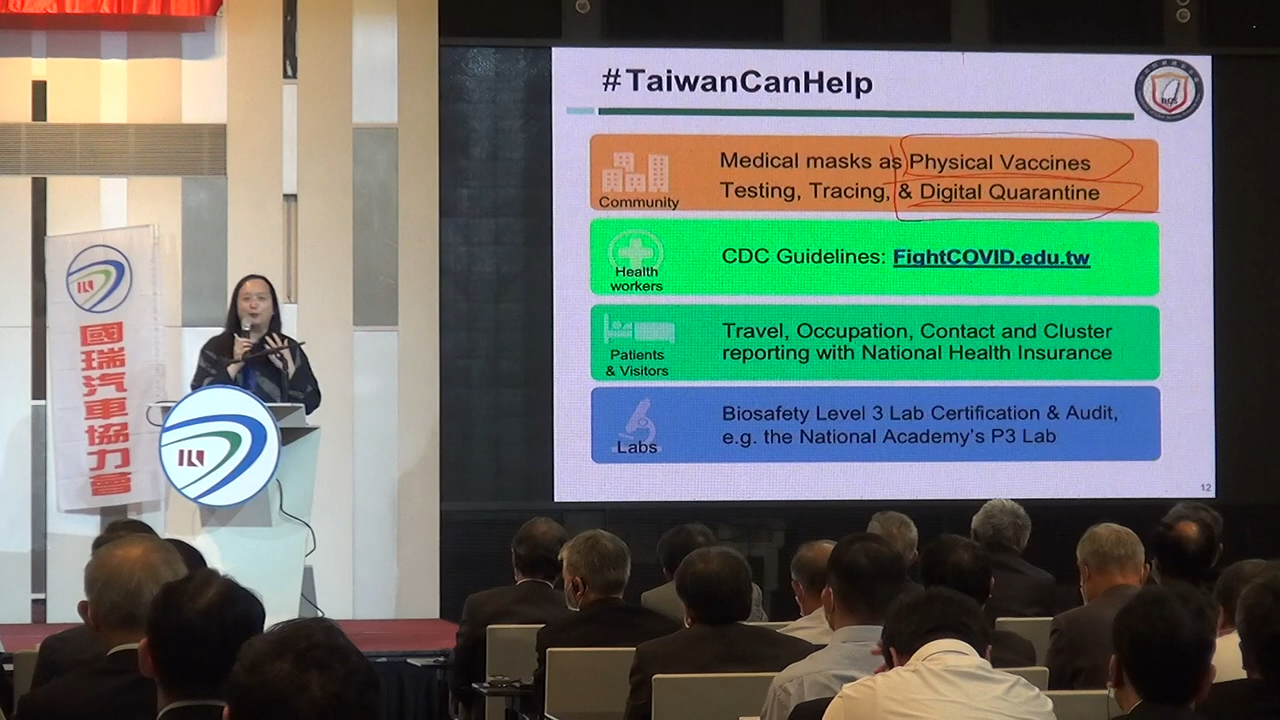 #TaiwanCanHelp
Medical masks as Physical Vaccines
Testing, Tracing, & Digital Quarantine
Community
CDC Guidelines: FightCOVID.edu.tw
Health
workers
Travel, Occupation, Contact and Cluster
reporting with National Health Insurance
Patients
& Visitors
Biosafety Level 3 Lab Certification & Audit,
e.g. the National Academy's P3 Lab
Labs
12
國瑞汽車協力會